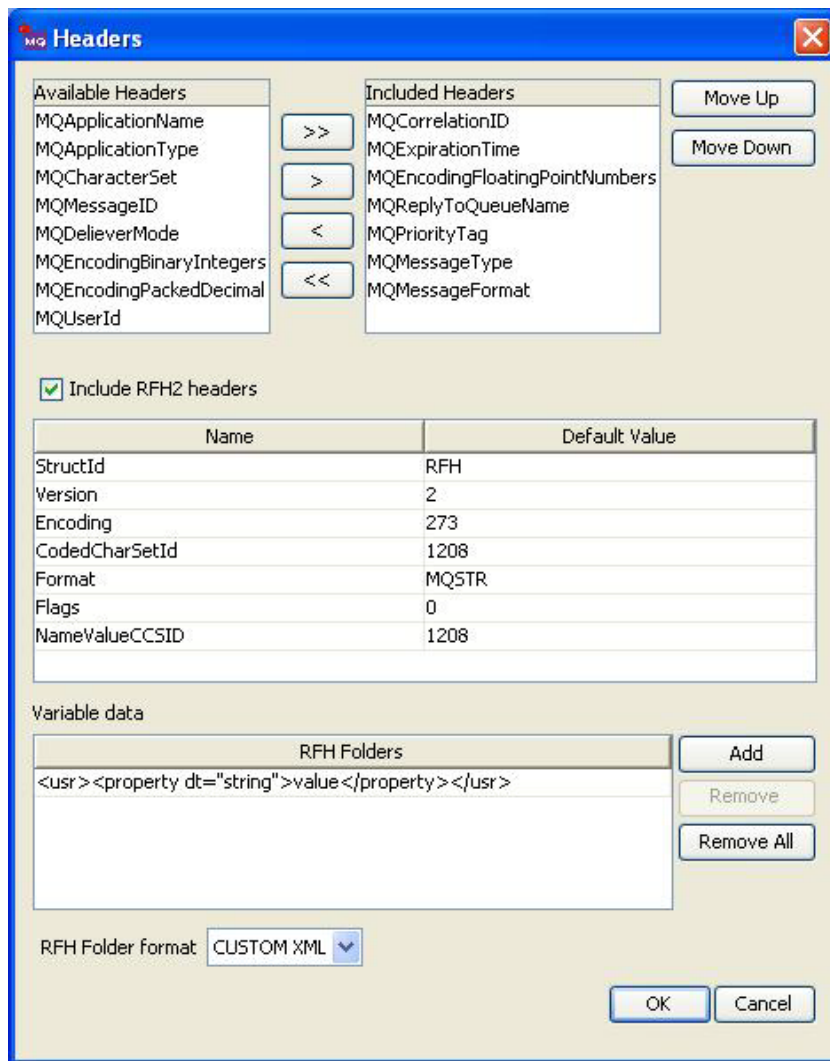 MQ Headers
Available Headers
MQApplicationName
MQApplicationType
MQCharacterSet
MQMessageID
MQDelieverMode
MQEncodingBinaryIntegers
MQEncodingPackedDecimal
MQUserId
>>
>
<
<<
Included Headers
MQCorrelationID
MQExpirationTime
MQEncodingFloatingPointNumbers
MQReplyToQueueName
MQPriorityTag
MQMessageType
MQMessageFormat
Move Up
Move Down
Include RFH2 headers
Name Default Value
StructId RFH
Version 2
Encoding 273
CodedCharSetId 1208
Format MQSTR
Flags 0
NameValueCCSID 1208
Variable data
RFH Folders
<usr><property dt="string">value</property></usr>
Add
Remove
Remove All
RFH Folder format CUSTOM XML
OK Cancel